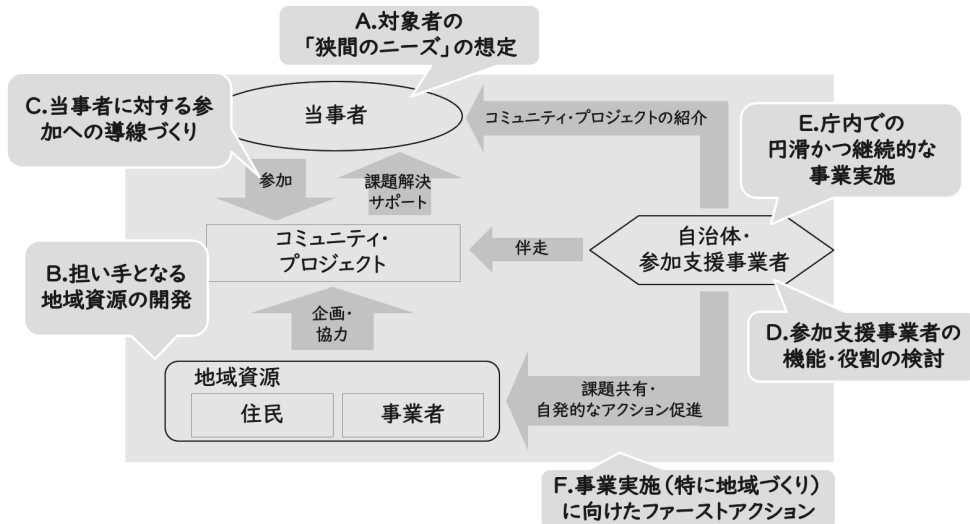 A.対象者の
「狭間のニーズ」の想定
C.当事者に対する参
加への導線づくり
当事者
コミュニティ・プロジェクトの紹介
E.庁内での
円滑かつ継続的な
事業実施
参加
課題解決
サポート
コミュニティ・
プロジェクト
伴走
自治体・
参加支援事業者
B.担い手となる
地域資源の開発
企画・
協力
D.参加支援事業者の
機能・役割の検討
地域資源
住民
事業者
課題共有・
自発的なアクション促進
F.事業実施(特に地域づくり)
に向けたファーストアクション